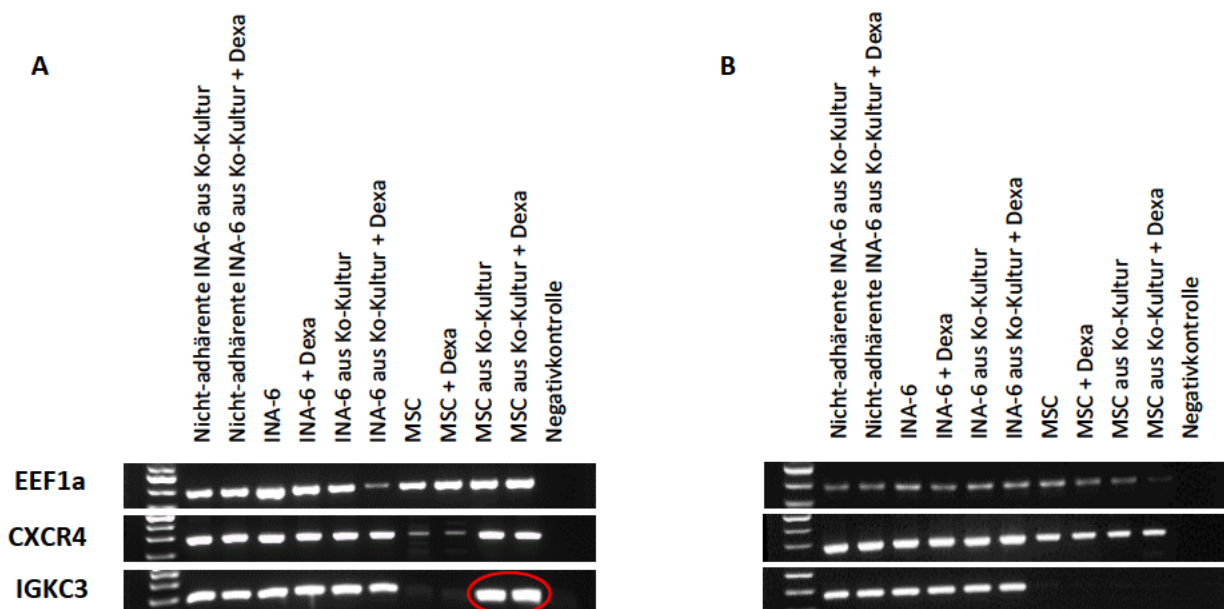 A
Nicht-adhärente INA-6 aus Ko-Kultur
Nicht-adhärente INA-6 aus Ko-Kultur + Dexa
INA-6
INA-6 + Dexa
INA-6 aus Ko-Kultur
INA-6 aus Ko-Kultur + Dexa
MSC
MSC + Dexa
MSC aus Ko-Kultur
MSC aus Ko-Kultur + Dexa
Negativkontrolle
EEF1a
CXCR4
IGKC3
B
Nicht-adhärente INA-6 aus Ko-Kultur
Nicht-adhärente INA-6 aus Ko-Kultur + Dexa
INA-6
INA-6 + Dexa
INA-6 aus Ko-Kultur
INA-6 aus Ko-Kultur + Dexa
MSC
MSC + Dexa
MSC aus Ko-Kultur
MSC aus Ko-Kultur + Dexa
Negativkontrolle